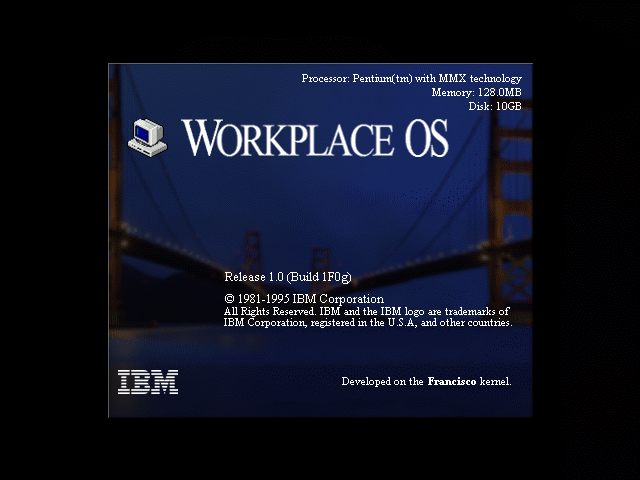 Processor: Pentium(tm) with MMX technology
Memory: 128.0MB
Disk: 10GB
WORKPLACE OS
Release 1.0 (Build 1F0g)
© 1981-1995 IBM Corporation
All Rights Reserved. IBM and the IBM logo are trademarks of
IBM Corporation, registered in the U.S.A, and other countries.
IBM
Developed on the Francisco kernel.